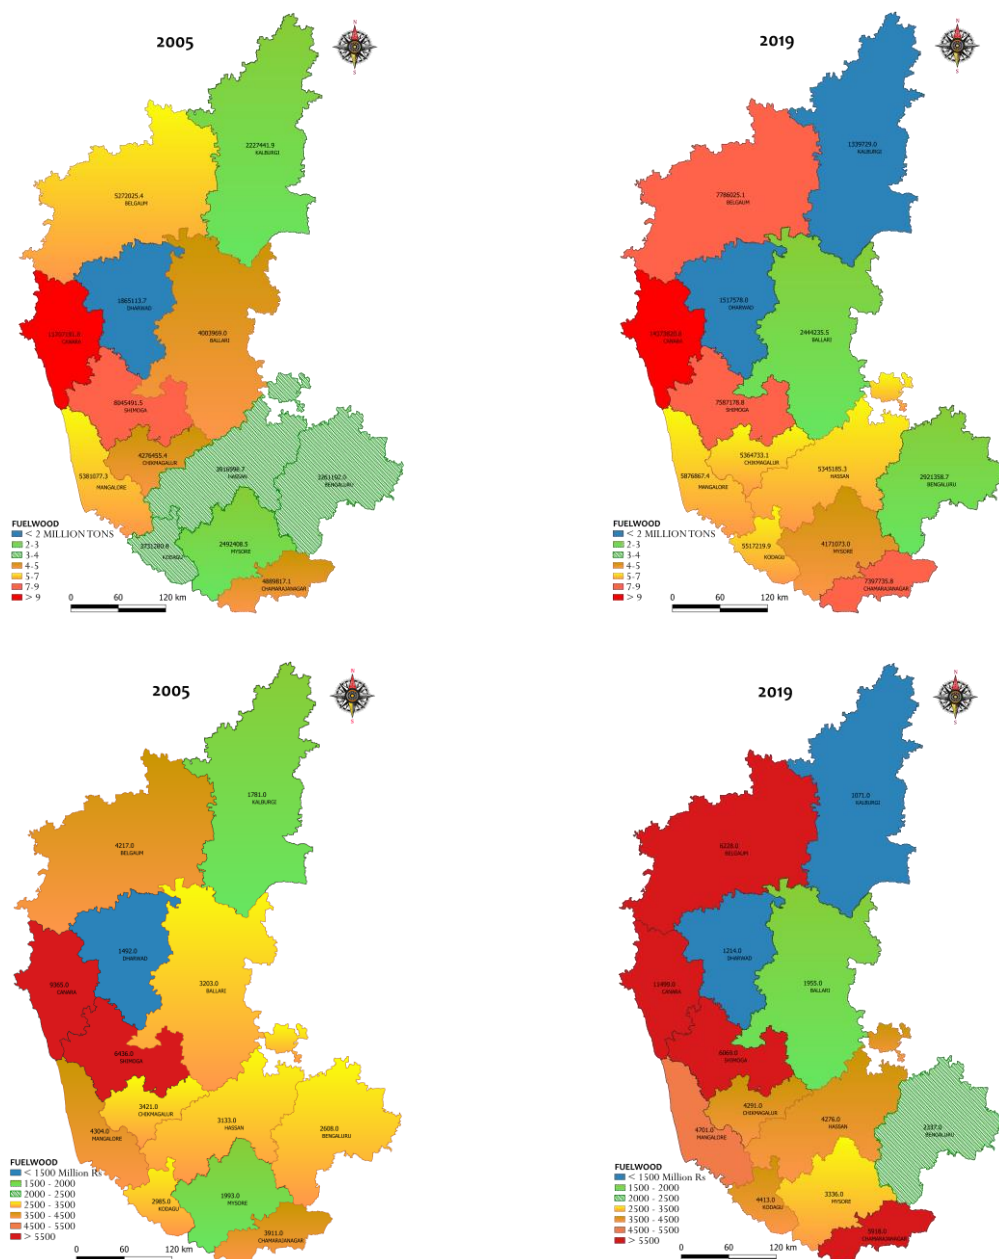 2005
N
S
2227441.9
KALBURGI
5272025.4
BELGAUM
1865113.7
DHARWAD
CANARA
4003969.0
BALLARI
8045491.5
SHIMOGA
4276455.4
CHIKMAGALUR
5381077.3
MANGALORE
3916998.7
HASSAN
3261192.0
BENGALURU
3731280.8
KODAGU
2492408.5
MYSORE
4889817.1
CHAMARAJANAGAR
FUELWOOD
< 2 MILLION TONS
2-3
3-4
4-5
5-7
7-9
> 9
0 60 120 km
2019
N
S
1339729.0
KALBURGI
7786025.1
BELGAUM
1517578.0
DHARWAD
CANARA
2444235.5
BALLARI
7587178.8
SHIMOGA
5364733.1
CHIKMAGALUR
5876867.4
MANGALORE
5345185.3
HASSAN
2921358.7
BENGALURU
5517219.9
KODAGU
4171073.0
MYSORE
7397735.8
CHAMARAJANAGAR
FUELWOOD
< 2 MILLION TONS
2-3
3-4
4-5
5-7
7-9
> 9
0 60 120 km
2005
N
S
1781.0
KALBURGI
4217.0
BELGAUM
1492.0
DHARWAD
CANARA
3203.0
BALLARI
6436.0
SHIMOGA
3421.0
CHIKMAGALUR
4304.0
MANGALORE
3133.0
HASSAN
2608.0
BENGALURU
2985.0
KODAGU
1993.0
MYSORE
3911.0
CHAMARAJANAGAR
FUELWOOD
< 1500 Million Rs
1500 - 2000
2000 - 2500
2500 - 3500
3500 - 4500
4500 - 5500
> 5500
0 60 120 km
2019
N
S
1071.0
KALBURGI
6228.0
BELGAUM
1214.0
DHARWAD
11499.0
CANARA
1955.0
BALLARI
6069.0
SHIMOGA
4291.0
CHIKMAGALUR
4701.0
MANGALORE
4276.0
HASSAN
2337.0
BENGALURU
4413.0
KODAGU
3336.0
MYSORE
5918.0
CHAMARAJANAGAR
FUELWOOD
< 1500 Million Rs
1500 - 2000
2000 - 2500
2500 - 3500
3500 - 4500
4500 - 5500
> 5500
0 60 120 km